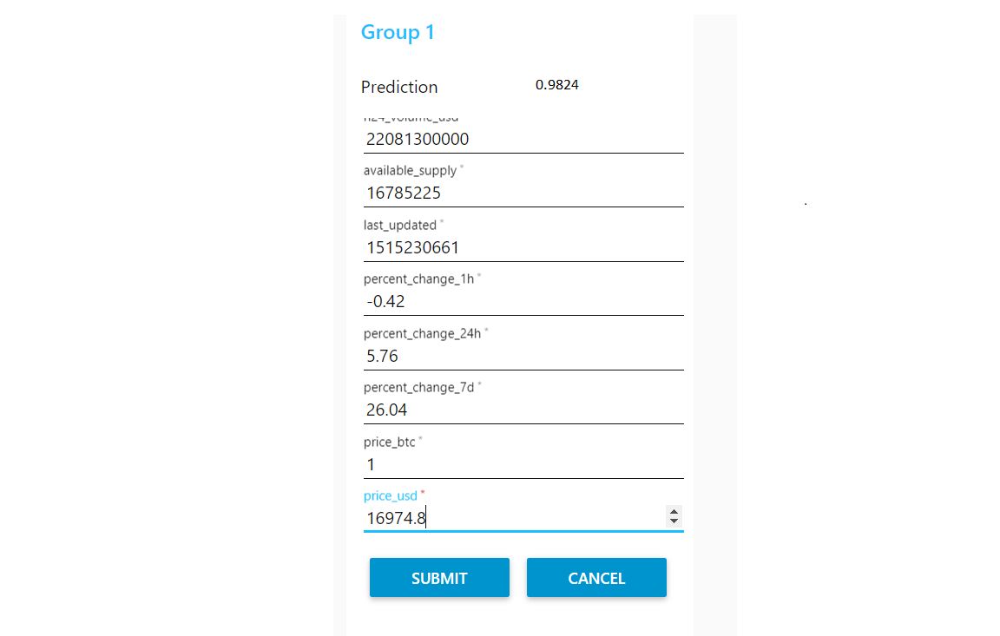 Group 1
Prediction 0.9824
h24_volume_usd
22081300000
available_supply *
16785225
last_updated *
1515230661
percent_change_1h *
-0.42
percent_change_24h *
5.76
percent_change_7d *
26.04
price_btc *
1
price_usd *
16974.8
SUBMIT CANCEL